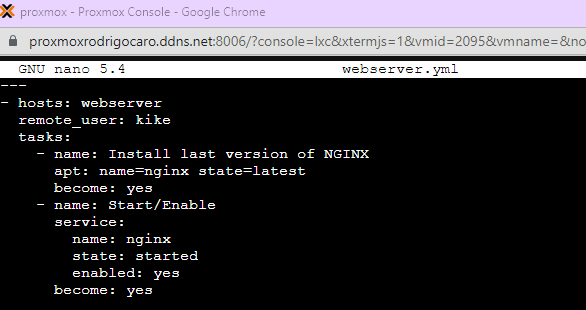 proxmox - Proxmox Console - Google Chrome
proxmoxrodrigocaro.ddns.net:8006/?console=lxc&xtermjs=1&vmid=2095&vmname=&no
GNU nano 5.4 webserver.yml
---
- hosts: webserver
  remote_user: kike
  tasks:
    - name: Install last version of NGINX
      apt: name=nginx state=latest
      become: yes
    - name: Start/Enable
      service:
        name: nginx
        state: started
        enabled: yes
      become: yes